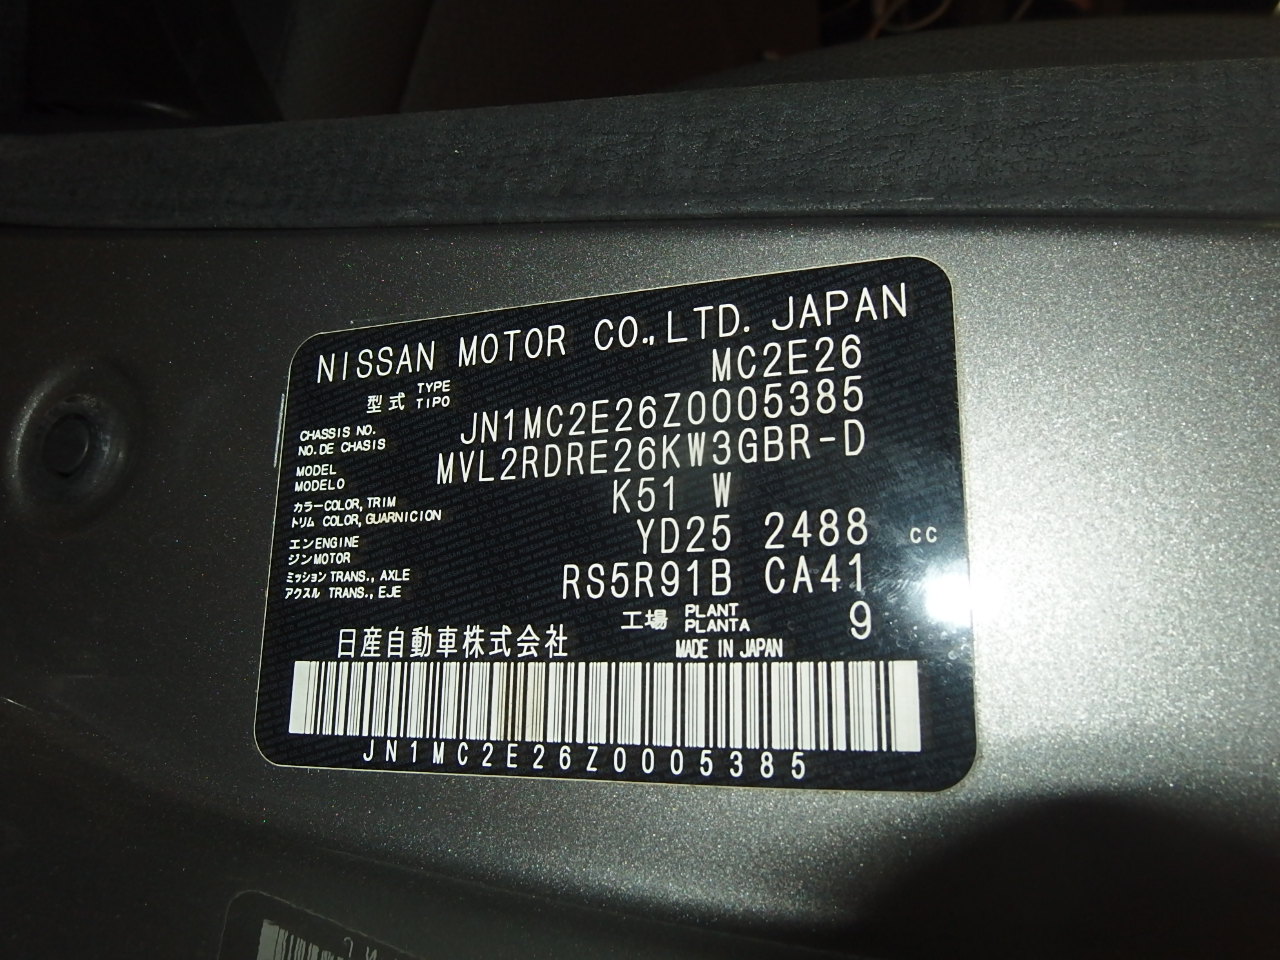 NISSAN MOTOR CO., LTD. JAPAN
型式 TYPE TIPO MC2E26
CHASSIS NO. NO. DE CHASIS JN1MC2E26Z0005385
MODEL MODELO MVL2RDRE26KW3GBR-D
カラー COLOR, TRIM K51 W
トリム COLOR, GUARNICION
エン ENGINE YD25 2488 cc
ジン MOTOR
ミッション TRANS., AXLE RS5R91B CA41
アクスル TRANS., EJE
工場 PLANT PLANTA 9
日産自動車株式会社 MADE IN JAPAN
JN1MC2E26Z0005385